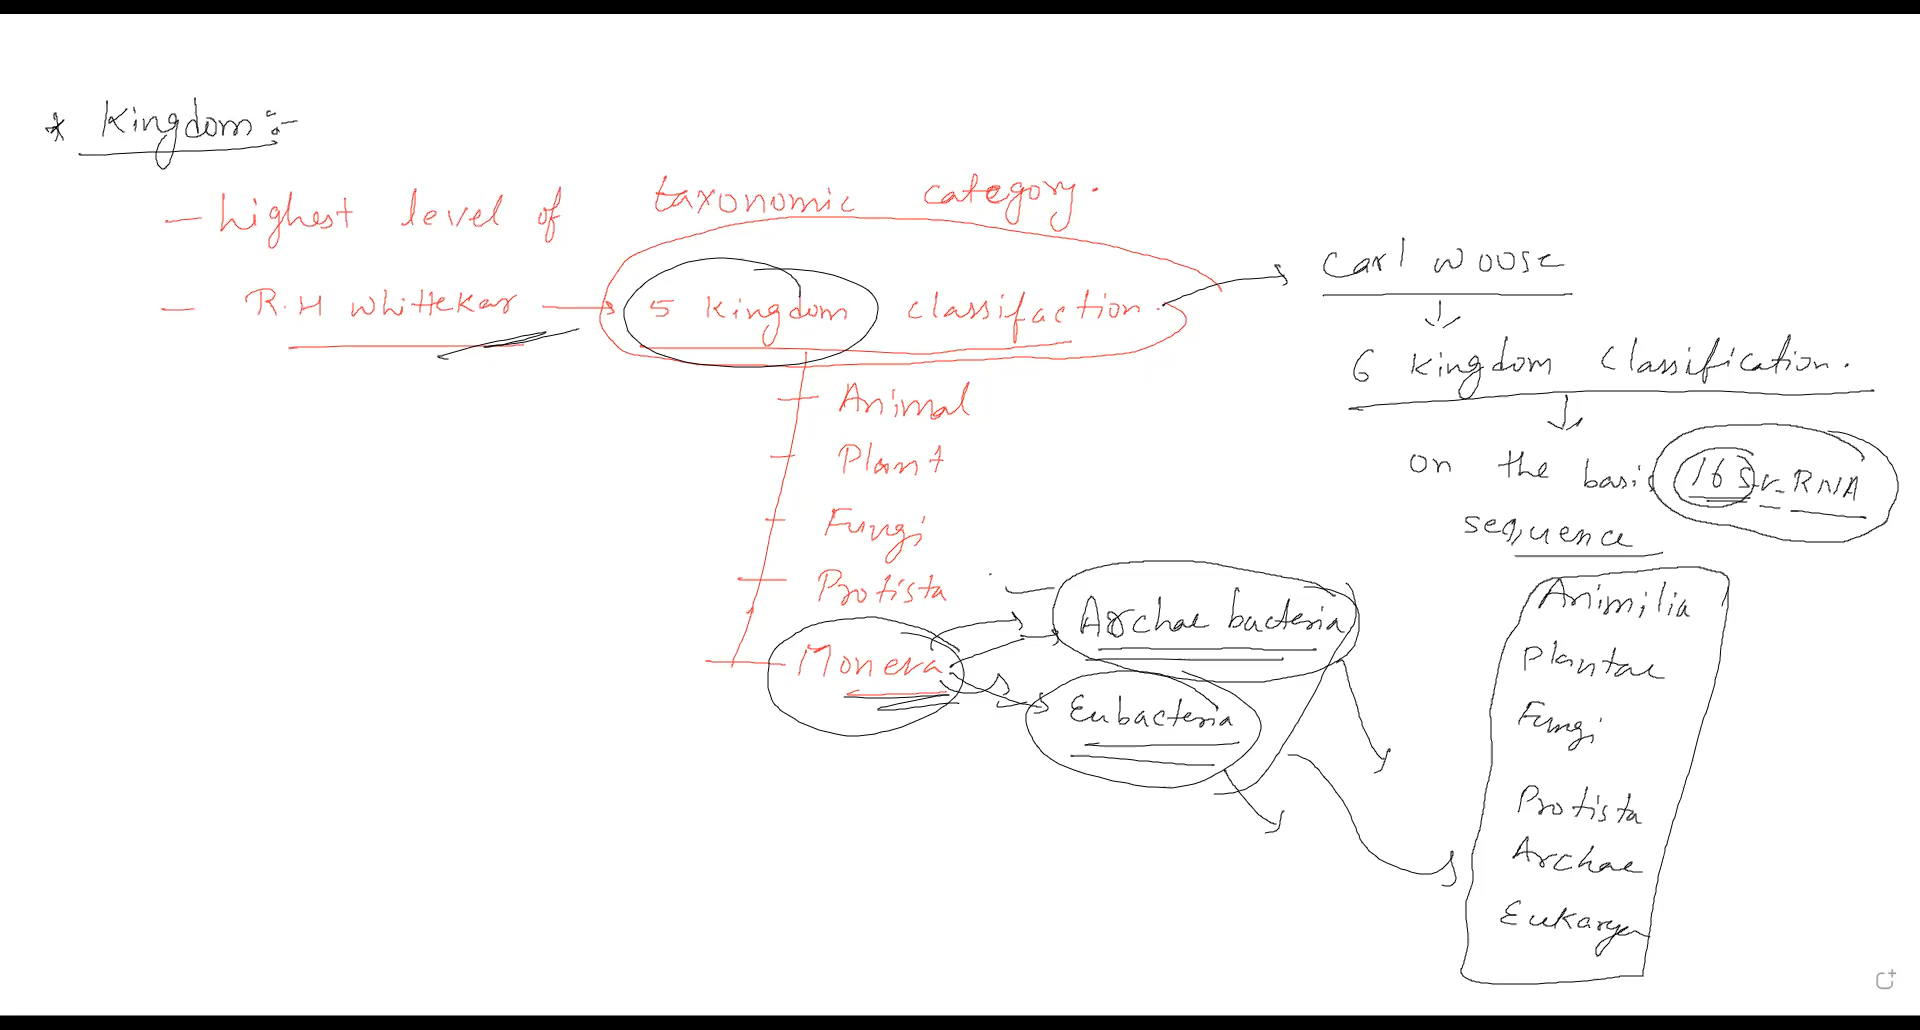 * Kingdom :-
- highest level of taxonomic category.
- R.H Whittekar → 5 Kingdom classifaction.
Animal
Plant
Fungi
Protista
Monera
Archae bacteria
Eubacteria
Carl Woose
6 Kingdom Classification.
on the basis 16S r-RNA
sequence
Animilia
Plantae
Fungi
Protista
Archae
Eukarya